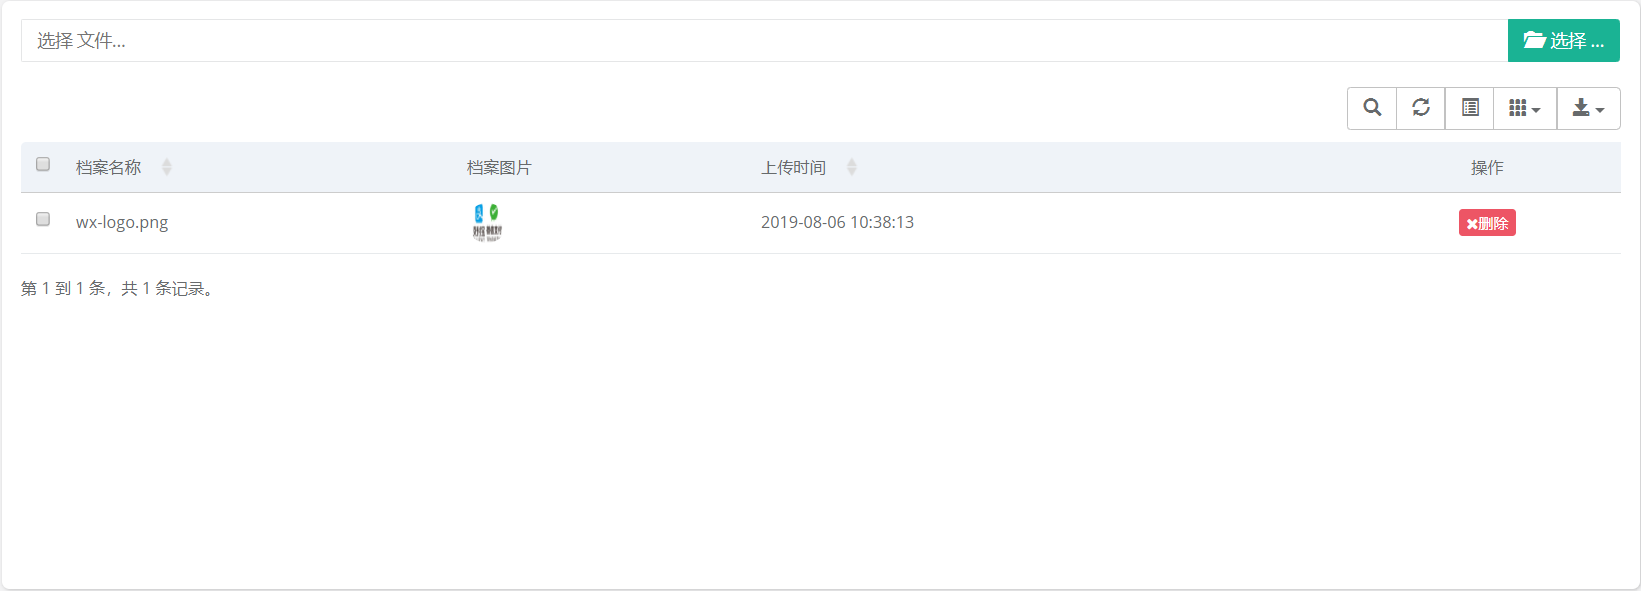 选择 文件...
选择 ...
档案名称 档案图片 上传时间 操作
wx-logo.png 2019-08-06 10:38:13 删除
第 1 到 1 条，共 1 条记录。